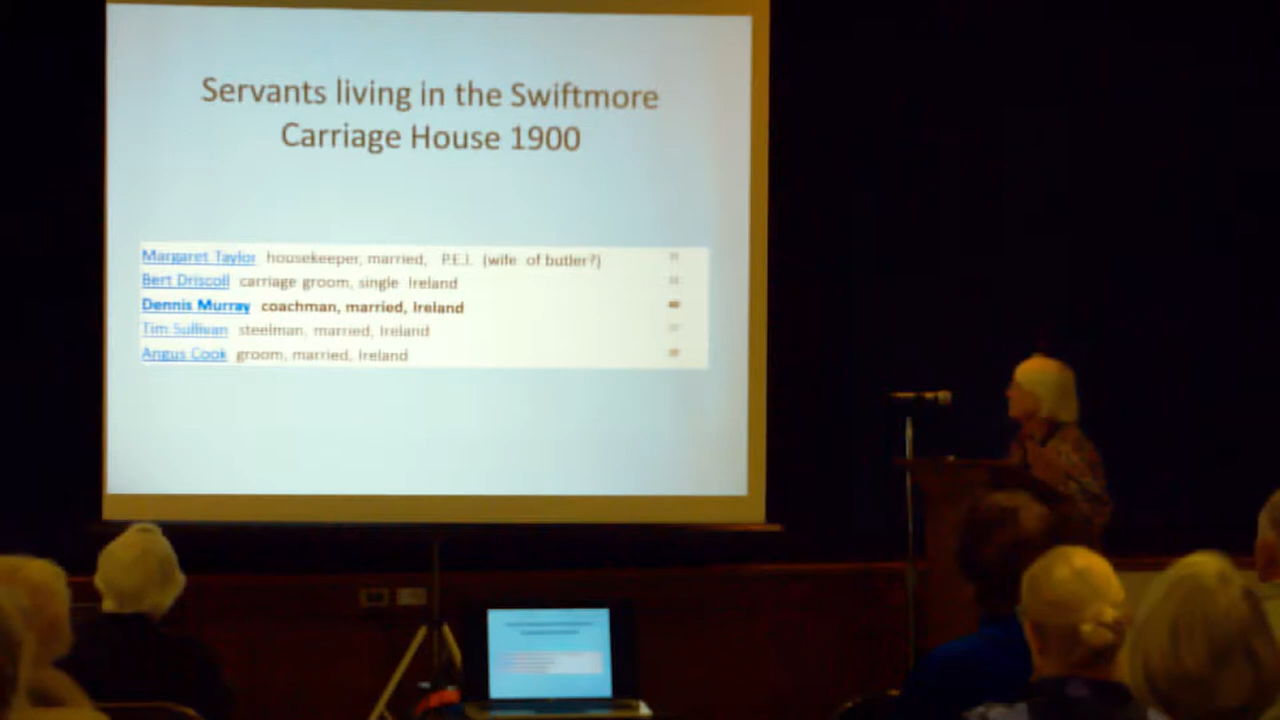 Servants living in the Swiftmore
Carriage House 1900
Margaret Taylor housekeeper, married, P.E.I. (wife of butler?)
Bert Driscoll carriage groom, single Ireland
Dennis Murray coachman, married, Ireland
Tim Sullivan steelman, married, Ireland
Angus Cook groom, married, Ireland